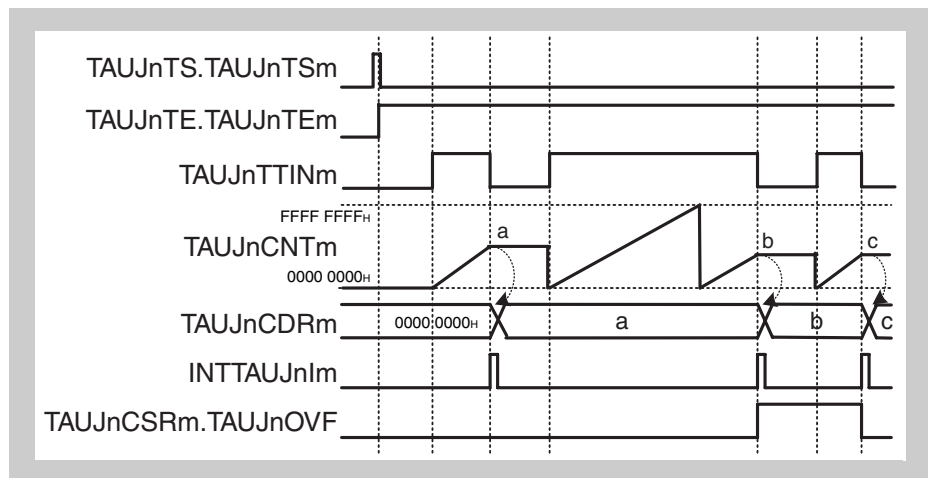 TAUJnTS.TAUJnTSm
TAUJnTE.TAUJnTEm
TAUJnTTINm
FFFF FFFFH
TAUJnCNTm
a
b
c
0000 0000H
TAUJnCDRm
0000 0000H
a
b
c
INTTAUJnIm
TAUJnCSRm.TAUJnOVF